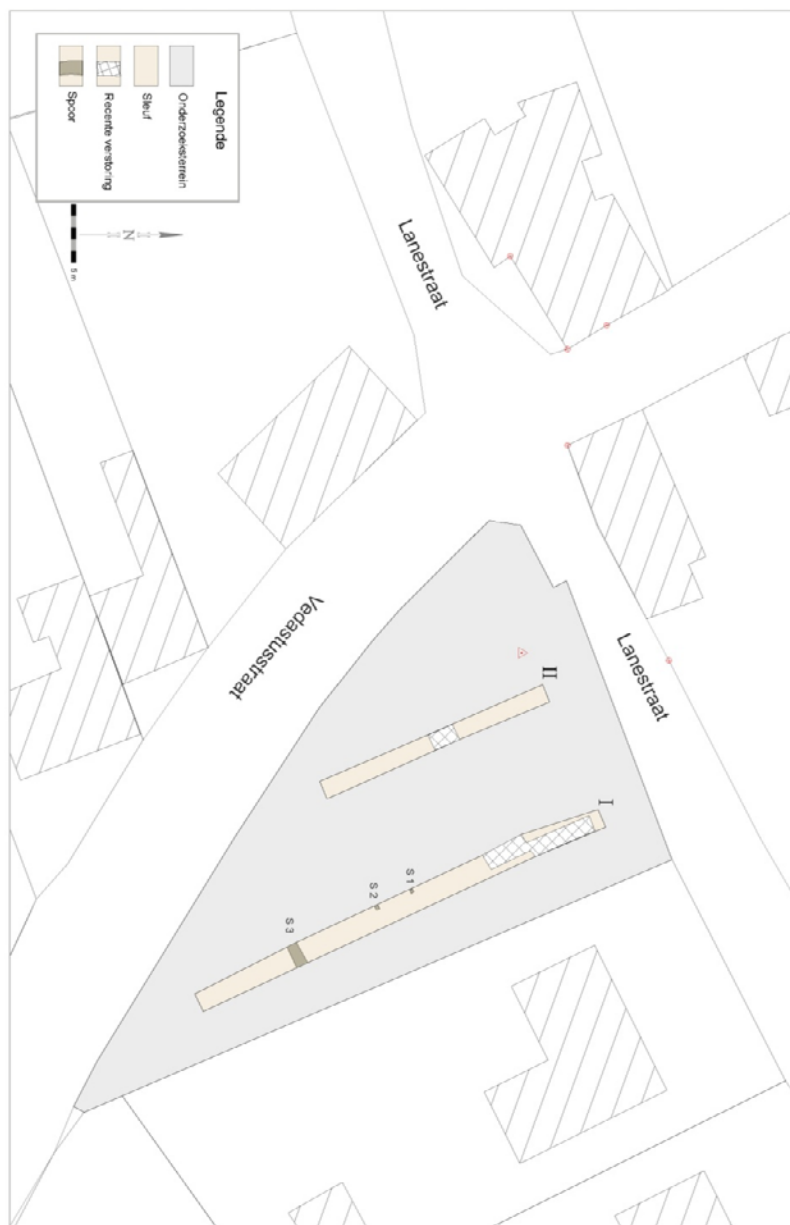 Legende
Onderzoeksterrein
Sleuf
Recente verstoring
Spoor
N
5 m
Lanestraat
Vedastusstraat
Lanestraat
II
I
S 1
S 2
S 3